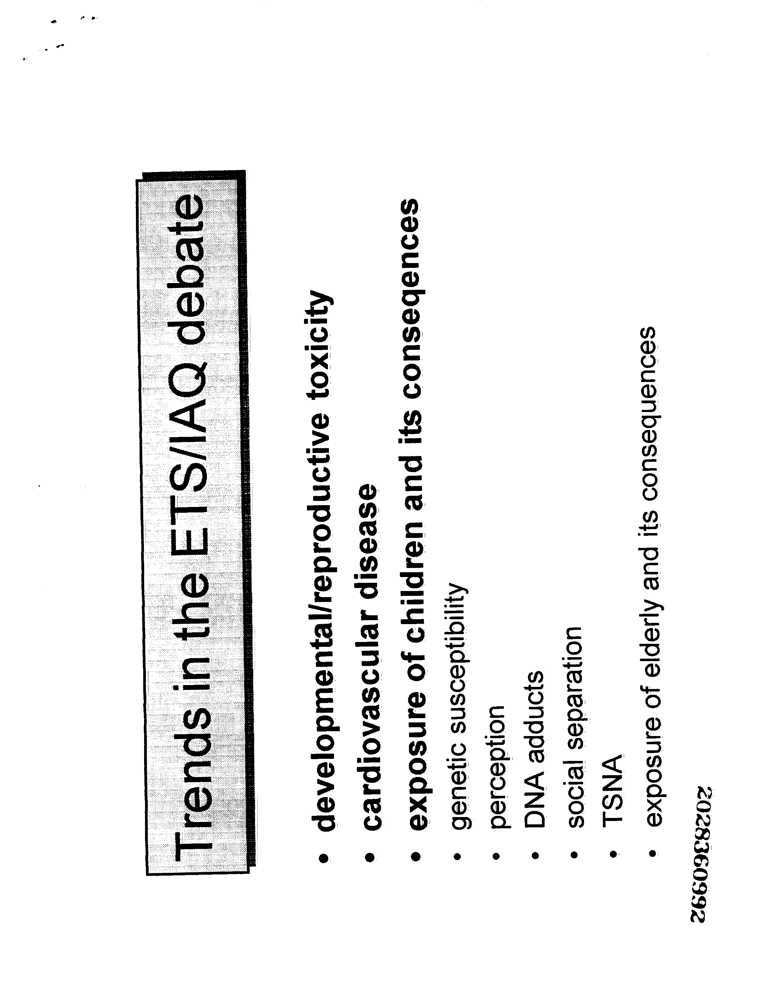 Trends in the ETS/IAQ debate
• developmental/reproductive toxicity
• cardiovascular disease
• exposure of children and its conseqences
• genetic susceptibility
• perception
• DNA adducts
• social separation
• TSNA
• exposure of elderly and its consequences
2028360992